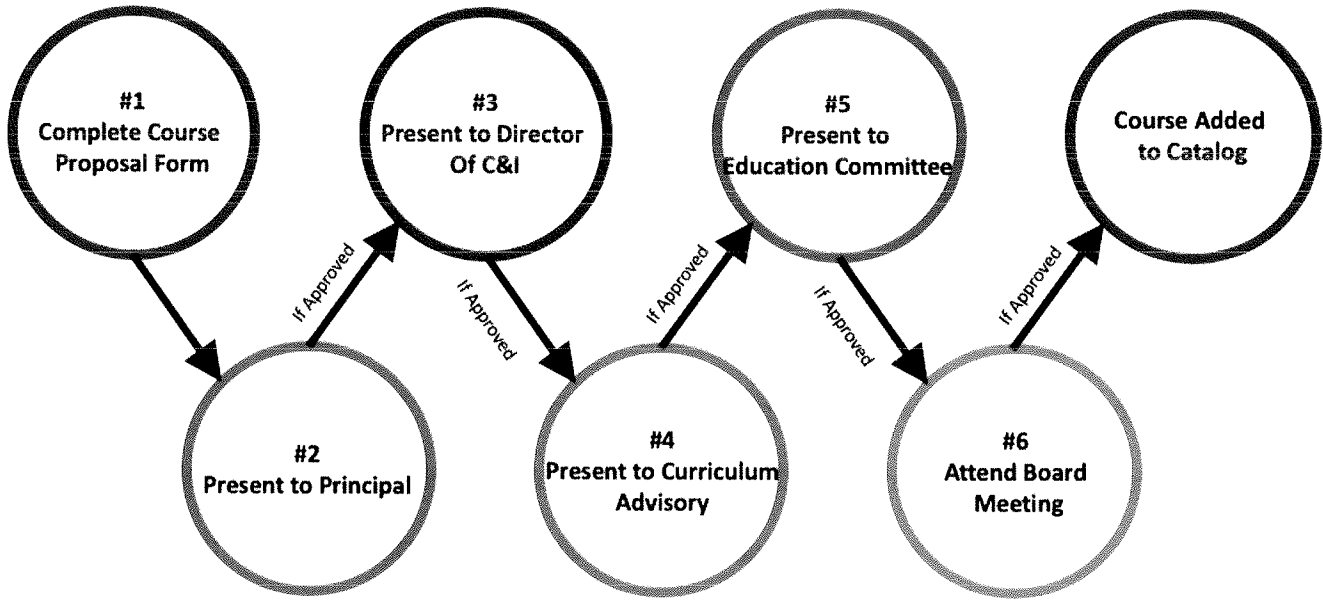 #1
Complete Course
Proposal Form
#2
Present to Principal
If Approved
#3
Present to Director
Of C&I
If Approved
#4
Present to Curriculum
Advisory
If Approved
#5
Present to
Education Committee
If Approved
#6
Attend Board
Meeting
If Approved
Course Added
to Catalog